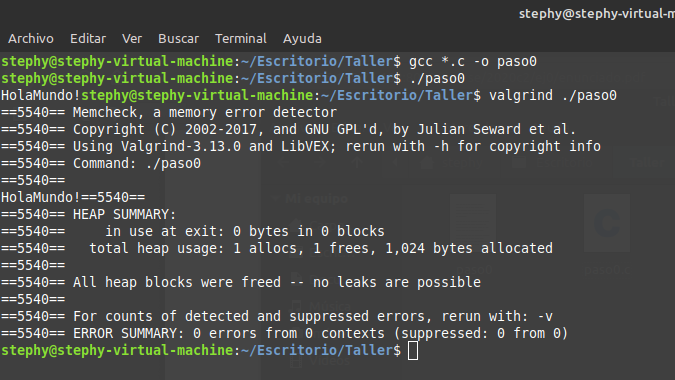 stephy@stephy-virtual-m
Archivo Editar Ver Buscar Terminal Ayuda
stephy@stephy-virtual-machine:~/Escritorio/Taller$ gcc *.c -o paso0
stephy@stephy-virtual-machine:~/Escritorio/Taller$ ./paso0
HolaMundo!stephy@stephy-virtual-machine:~/Escritorio/Taller$ valgrind ./paso0
==5540== Memcheck, a memory error detector
==5540== Copyright (C) 2002-2017, and GNU GPL'd, by Julian Seward et al.
==5540== Using Valgrind-3.13.0 and LibVEX; rerun with -h for copyright info
==5540== Command: ./paso0
==5540==
HolaMundo!==5540==
==5540== HEAP SUMMARY:
==5540==     in use at exit: 0 bytes in 0 blocks
==5540==   total heap usage: 1 allocs, 1 frees, 1,024 bytes allocated
==5540==
==5540== All heap blocks were freed -- no leaks are possible
==5540==
==5540== For counts of detected and suppressed errors, rerun with: -v
==5540== ERROR SUMMARY: 0 errors from 0 contexts (suppressed: 0 from 0)
stephy@stephy-virtual-machine:~/Escritorio/Taller$